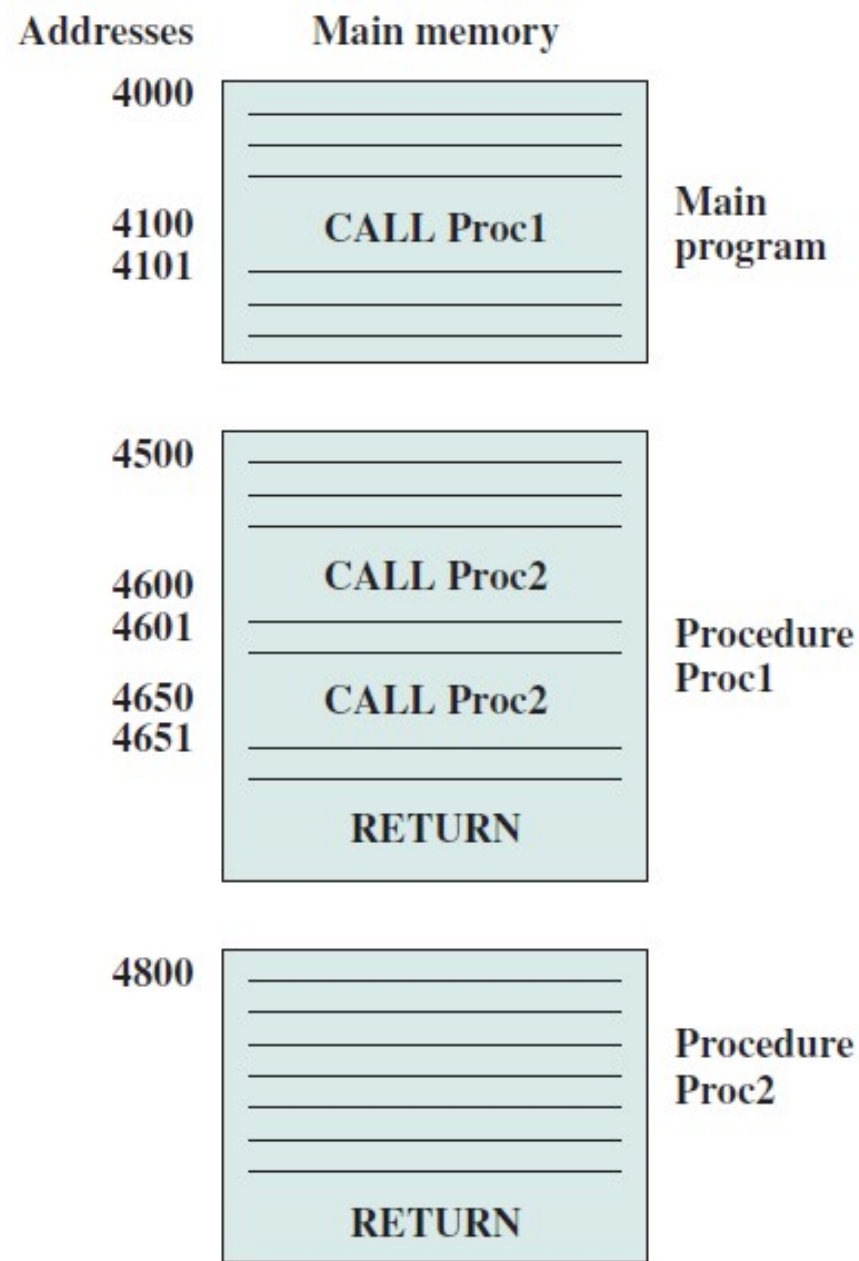 Addresses Main memory
4000
4100 CALL Proc1
4101
Main
program
4500
4600 CALL Proc2
4601
4650 CALL Proc2
4651
RETURN
Procedure
Proc1
4800
Procedure
Proc2
RETURN